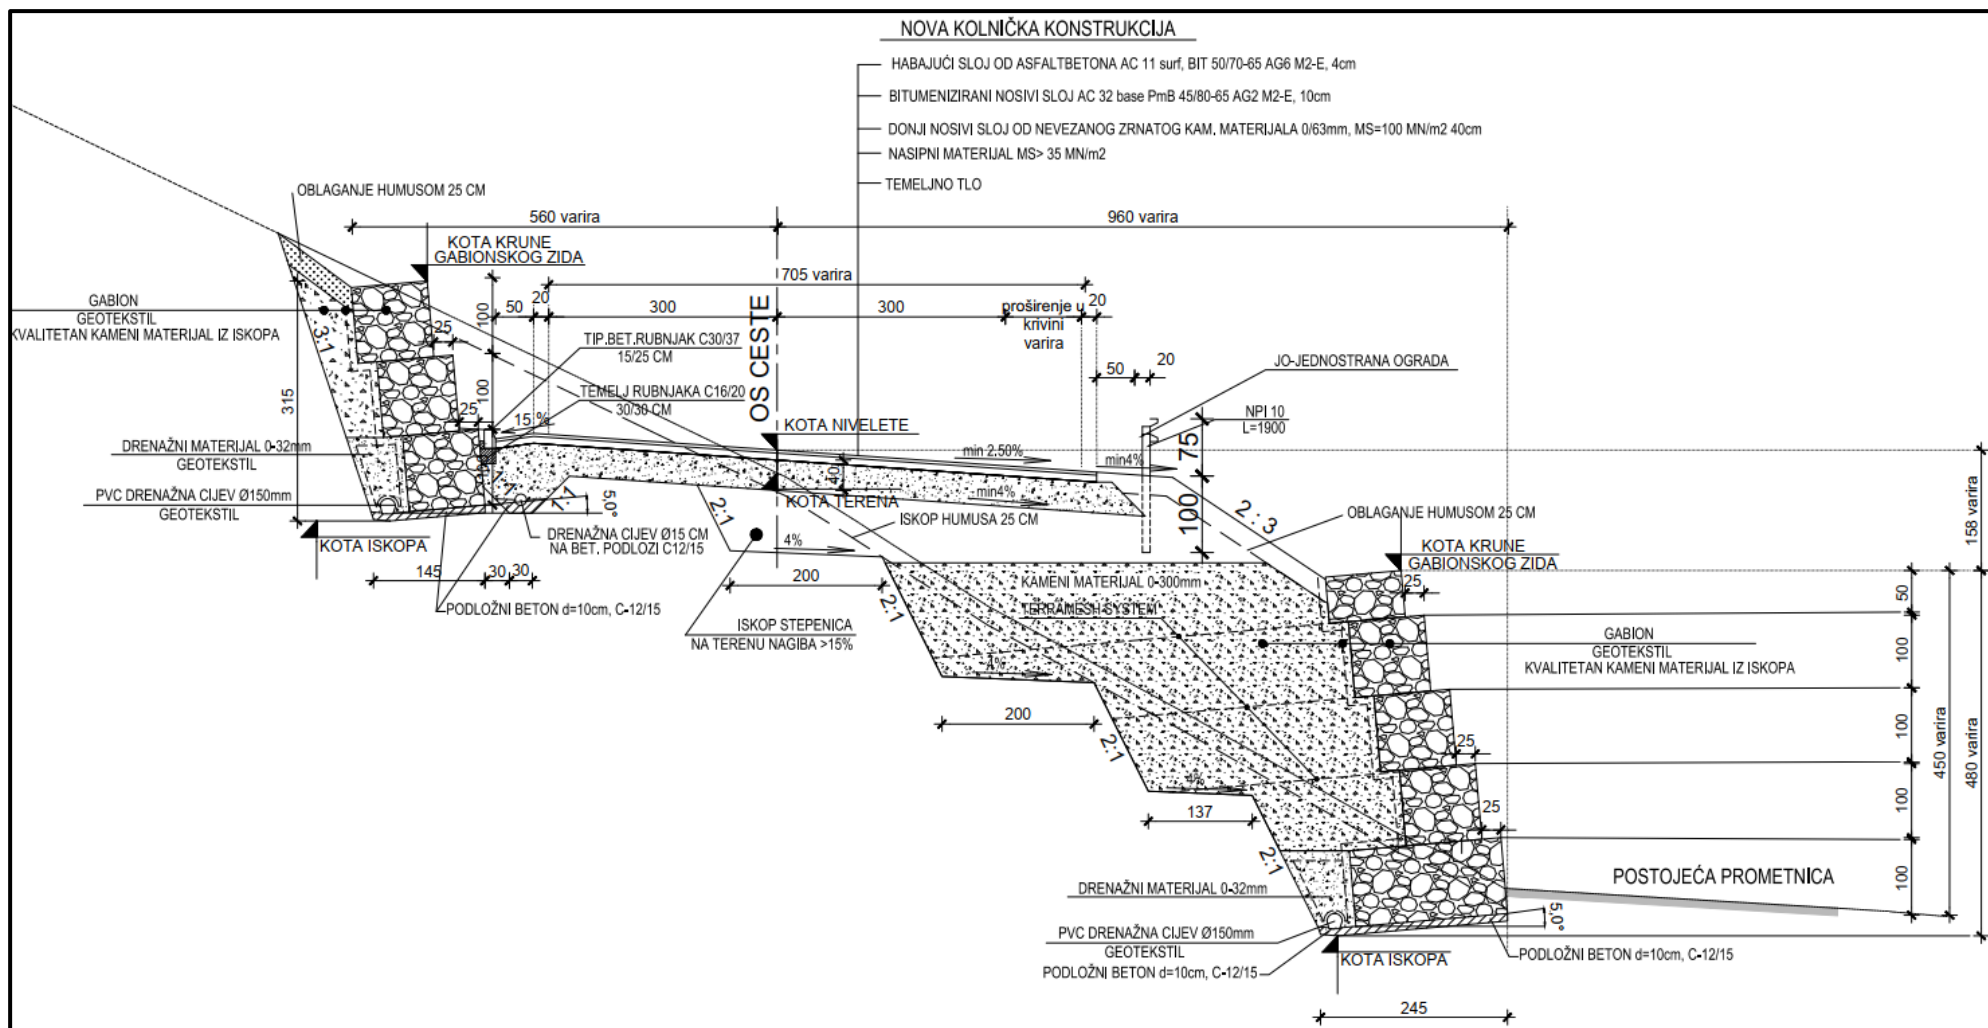 NOVA KOLNIČKA KONSTRUKCIJA
HABAJUĆI SLOJ OD ASFALTBETONA AC 11 surf, BIT 50/70-65 AG6 M2-E, 4cm
BITUMENIZIRANI NOSIVI SLOJ AC 32 base PmB 45/80-65 AG2 M2-E, 10cm
DONJI NOSIVI SLOJ OD NEVEZANOG ZRNATOG KAM. MATERIJALA 0/63mm, MS=100 MN/m2 40cm
NASIPNI MATERIJAL MS> 35 MN/m2
TEMELJNO TLO
OBLAGANJE HUMUSOM 25 CM
560 varira
960 varira
KOTA KRUNE
GABIONSKOG ZIDA
705 varira
GABION
GEOTEKSTIL
KVALITETAN KAMENI MATERIJAL IZ ISKOPA
3:1
25
100
50
20
300
300
proširenje u
krivini
varira
20
OS CESTE
TIP.BET.RUBNJAK C30/37
15/25 CM
TEMELJ RUBNJAKA C16/20
30/30 CM
315
25
100
15 %
50
20
JO-JEDNOSTRANA OGRADA
NPI 10
L=1900
75
100
KOTA NIVELETE
min 2.50%
min4%
40
KOTA TERENA
min4%
ISKOP HUMUSA 25 CM
DRENAŽNI MATERIJAL 0-32mm
GEOTEKSTIL
PVC DRENAŽNA CIJEV Ø150mm
GEOTEKSTIL
KOTA ISKOPA
1:1
5,0°
DRENAŽNA CIJEV Ø15 CM
NA BET. PODLOZI C12/15
2:1
4%
145
30
30
200
PODLOŽNI BETON d=10cm, C-12/15
ISKOP STEPENICA
NA TERENU NAGIBA >15%
2:1
2:3
OBLAGANJE HUMUSOM 25 CM
KOTA KRUNE
GABIONSKOG ZIDA
25
158 varira
KAMENI MATERIJAL 0-300mm
TERRAMESH SYSTEM
4%
GABION
GEOTEKSTIL
KVALITETAN KAMENI MATERIJAL IZ ISKOPA
50
100
100
100
100
450 varira
480 varira
200
2:1
25
4%
137
25
2:1
POSTOJEĆA PROMETNICA
DRENAŽNI MATERIJAL 0-32mm
PVC DRENAŽNA CIJEV Ø150mm
GEOTEKSTIL
PODLOŽNI BETON d=10cm, C-12/15
KOTA ISKOPA
5,0°
PODLOŽNI BETON d=10cm, C-12/15
245